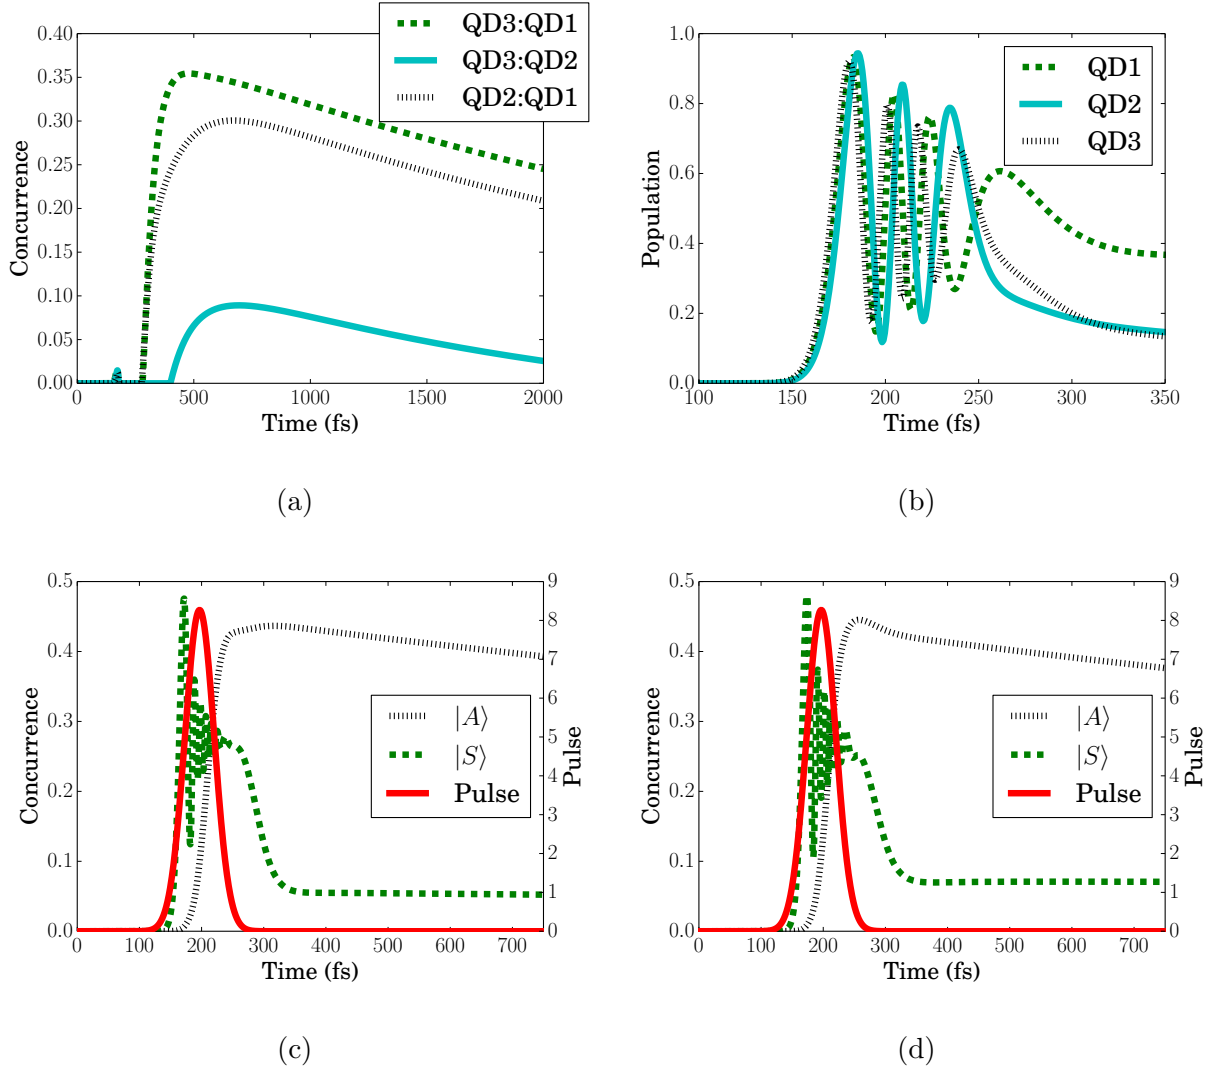 0.40
0.35
0.30
0.25
0.20
0.15
0.10
0.05
0.00
Concurrence
0 500 1000 1500 2000
Time (fs)
QD3:QD1
QD3:QD2
QD2:QD1
(a)
1.0
0.8
0.6
0.4
0.2
0.0
Population
100 150 200 250 300 350
Time (fs)
QD1
QD2
QD3
(b)
0.5
0.4
0.3
0.2
0.1
0.0
Concurrence
0 100 200 300 400 500 600 700
Time (fs)
9
8
7
6
5
4
3
2
1
0
Pulse
|A⟩
|S⟩
Pulse
(c)
0.5
0.4
0.3
0.2
0.1
0.0
Concurrence
0 100 200 300 400 500 600 700
Time (fs)
9
8
7
6
5
4
3
2
1
0
Pulse
|A⟩
|S⟩
Pulse
(d)